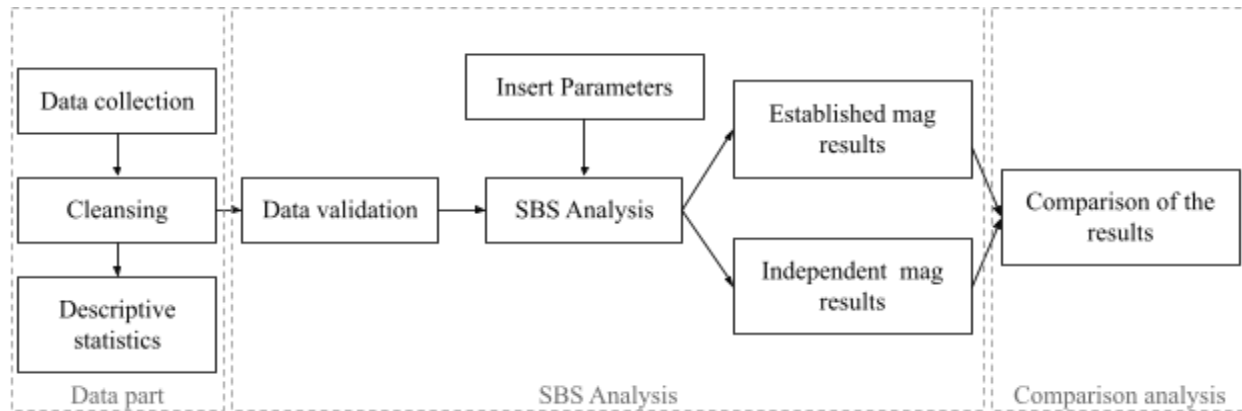 Data collection
Cleansing
Descriptive
statistics
Data part
Insert Parameters
Data validation
SBS Analysis
Established mag
results
Independent mag
results
SBS Analysis
Comparison of the
results
Comparison analysis